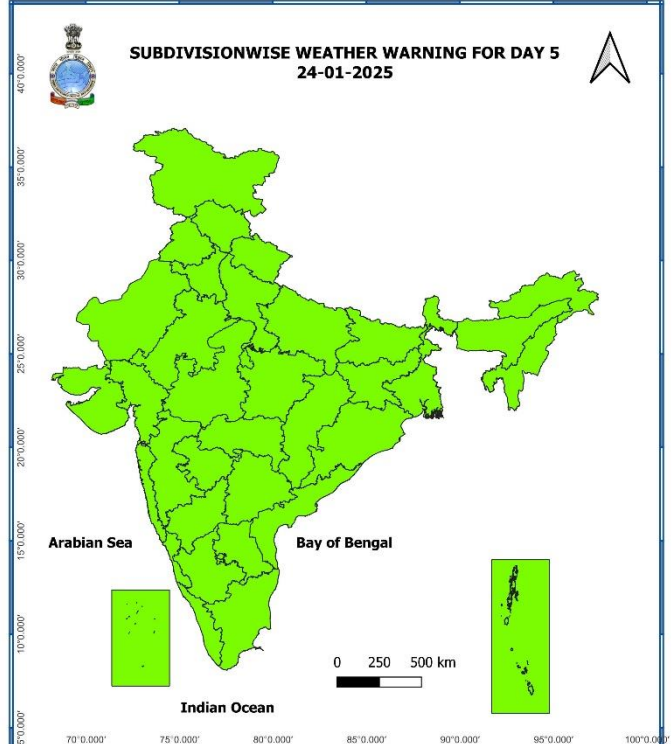 SUBDIVISIONWISE WEATHER WARNING FOR DAY 5
24-01-2025
40°0.000'
35°0.000'
30°0.000'
25°0.000'
20°0.000'
15°0.000'
10°0.000'
5°0.000'
Arabian Sea
Bay of Bengal
0 250 500 km
Indian Ocean
70°0.000' 75°0.000' 80°0.000' 85°0.000' 90°0.000' 95°0.000' 100°0.000'